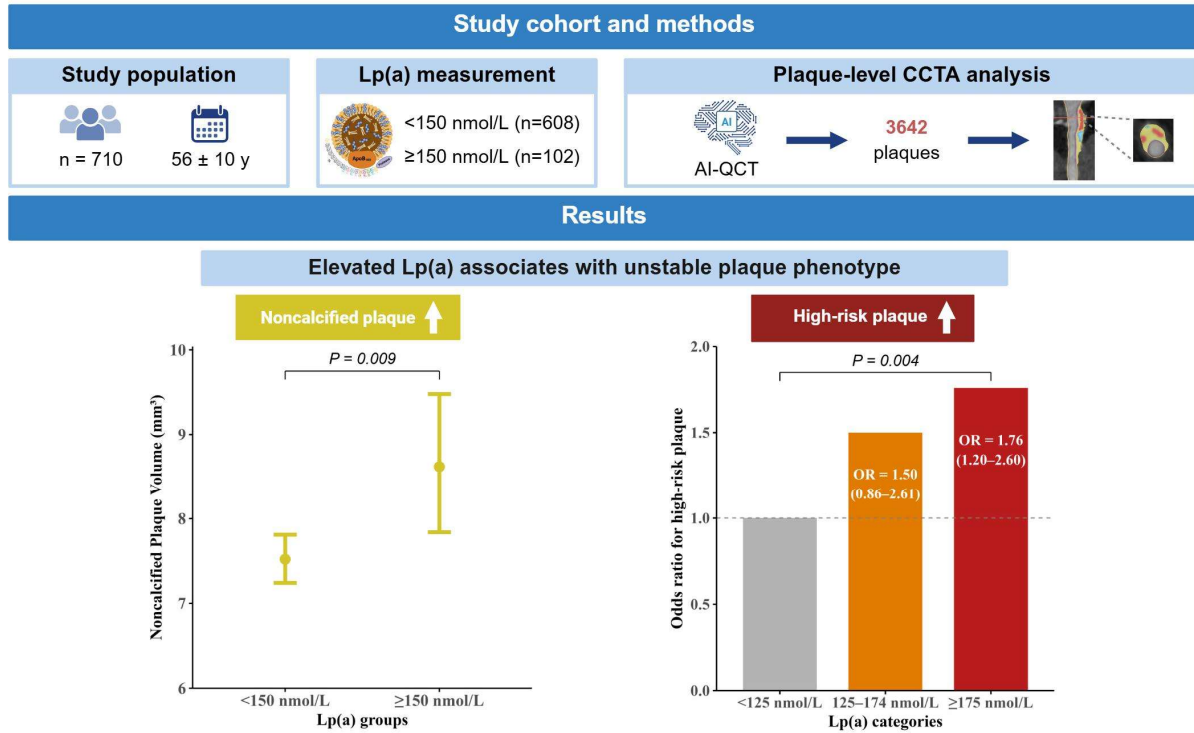 Study cohort and methods
Study population
n = 710
56 ± 10 y
Lp(a) measurement
<150 nmol/L (n=608)
≥150 nmol/L (n=102)
Plaque-level CCTA analysis
AI
AI-QCT
3642
plaques
Results
Elevated Lp(a) associates with unstable plaque phenotype
Noncalcified plaque
P = 0.009
10
9
8
7
6
Noncalcified Plaque Volume (mm³)
<150 nmol/L
≥150 nmol/L
Lp(a) groups
High-risk plaque
P = 0.004
2.0
1.5
1.0
0.5
0.0
Odds ratio for high-risk plaque
OR = 1.50
(0.86–2.61)
OR = 1.76
(1.20–2.60)
<125 nmol/L
125–174 nmol/L
≥175 nmol/L
Lp(a) categories